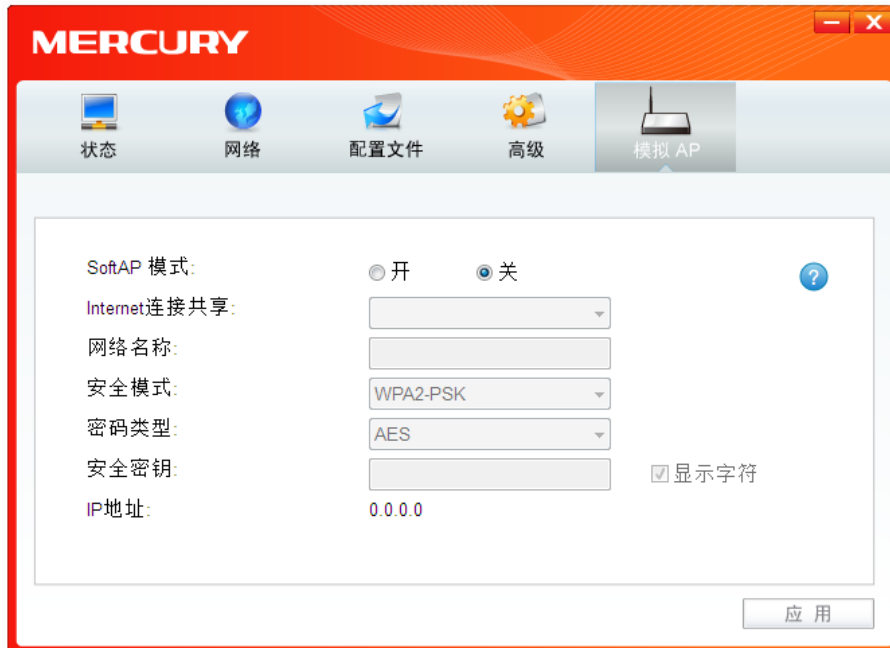 MERCURY
状态 网络 配置文件 高级 模拟 AP
SoftAP 模式: 开 关
Internet连接共享:
网络名称:
安全模式: WPA2-PSK
密码类型: AES
安全密钥: 显示字符
IP地址: 0.0.0.0
应 用